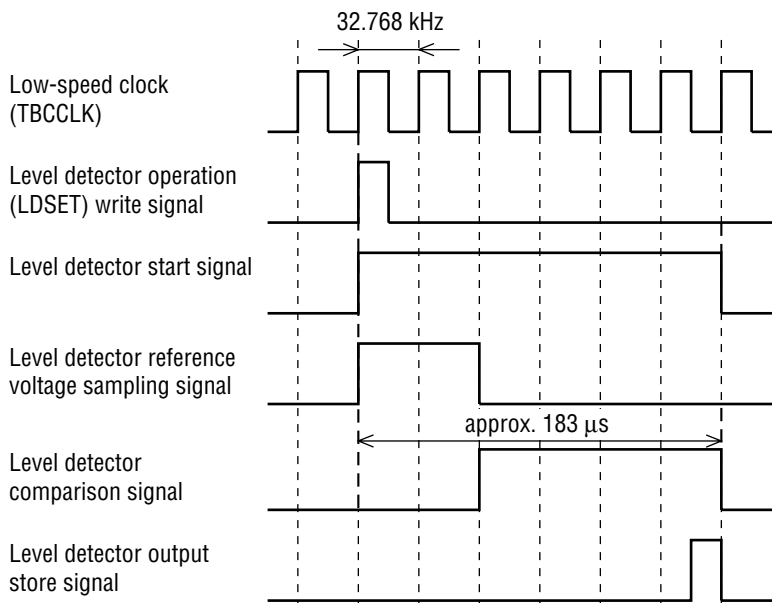 32.768 kHz
Low-speed clock
(TBCCLK)
Level detector operation
(LDSET) write signal
Level detector start signal
Level detector reference
voltage sampling signal
approx. 183 μs
Level detector
comparison signal
Level detector output
store signal